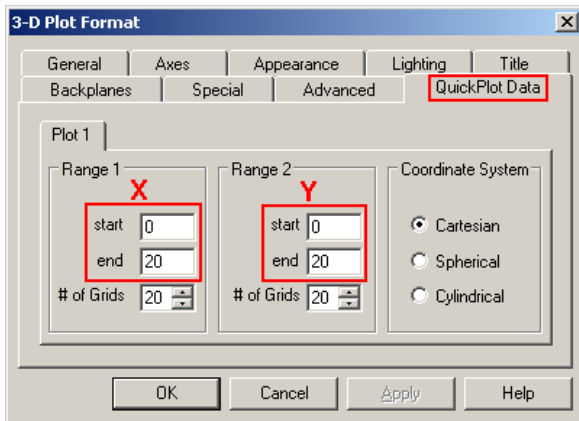 3-D Plot Format
General Axes Appearance Lighting Title
Backplanes Special Advanced QuickPlot Data
Plot 1
Range 1 Range 2 Coordinate System
X Y
start 0 start 0 Cartesian
end 20 end 20 Spherical
# of Grids 20 # of Grids 20 Cylindrical
OK Cancel Apply Help